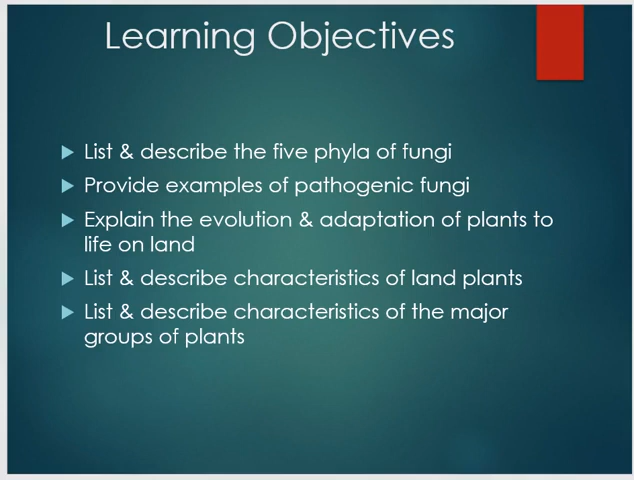 Learning Objectives
List & describe the five phyla of fungi
Provide examples of pathogenic fungi
Explain the evolution & adaptation of plants to
life on land
List & describe characteristics of land plants
List & describe characteristics of the major
groups of plants